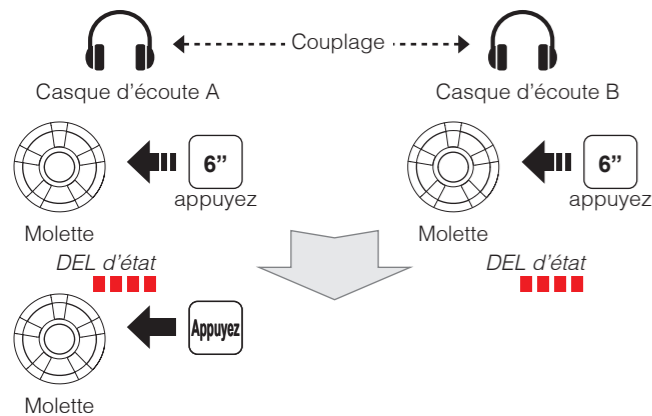 Couplage
Casque d'écoute A
Casque d'écoute B
6”
appuyez
6”
appuyez
Molette
Molette
DEL d'état
DEL d'état
Appuyez
Molette